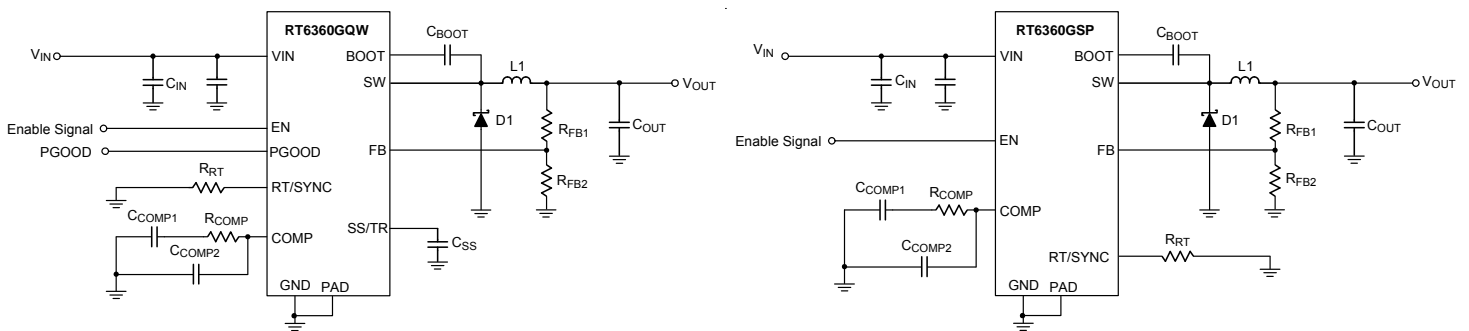 RT6360GQW
VIN
VIN
CIN
BOOT
CBOOT
SW
L1
VOUT
D1
RFB1
COUT
Enable Signal
EN
PGOOD
PGOOD
FB
RFB2
RRT
RT/SYNC
CCOMP1
RCOMP
COMP
CCOMP2
SS/TR
CSS
GND
PAD
RT6360GSP
VIN
VIN
CIN
BOOT
CBOOT
SW
L1
VOUT
D1
RFB1
COUT
Enable Signal
EN
FB
RFB2
CCOMP1
RCOMP
COMP
CCOMP2
RT/SYNC
RRT
GND
PAD